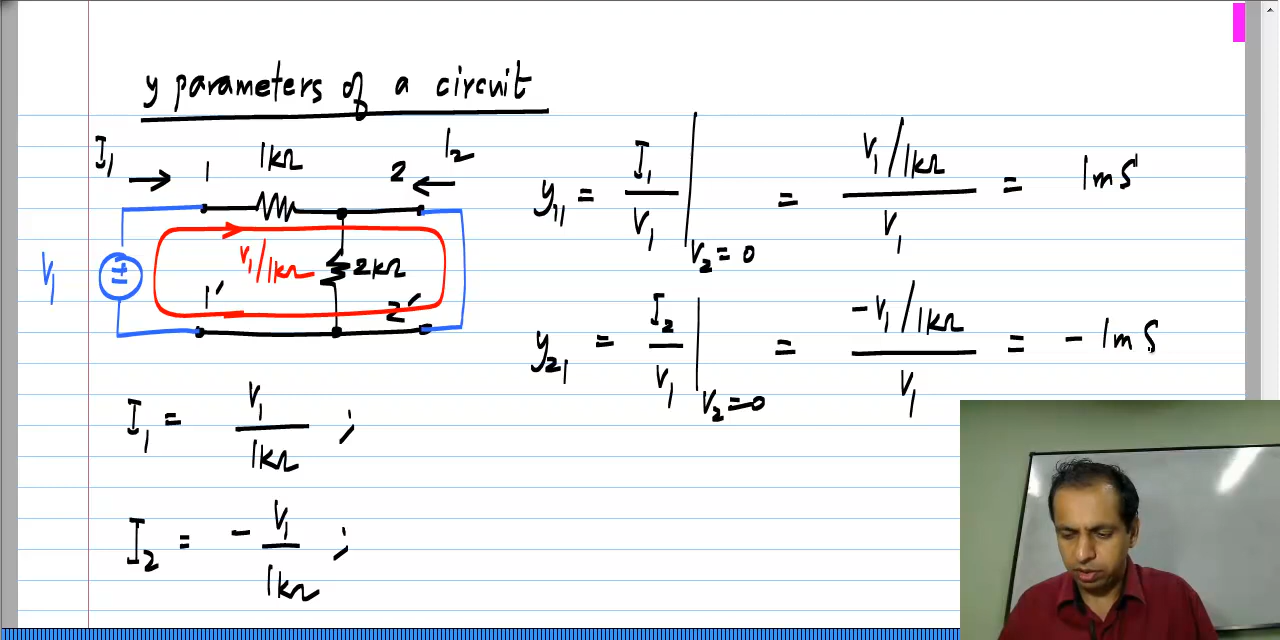 y parameters of a circuit
I1 → 1 1kΩ 2 ← I2
V1 ± V1/1kΩ 2kΩ
1' 2'
I1 = V1 / 1kΩ ;
I2 = - V1 / 1kΩ ;
y11 = I1 / V1 | V2 = 0 = V1/1kΩ / V1 = 1mS
y21 = I2 / V1 | V2 = 0 = -V1/1kΩ / V1 = -1mS